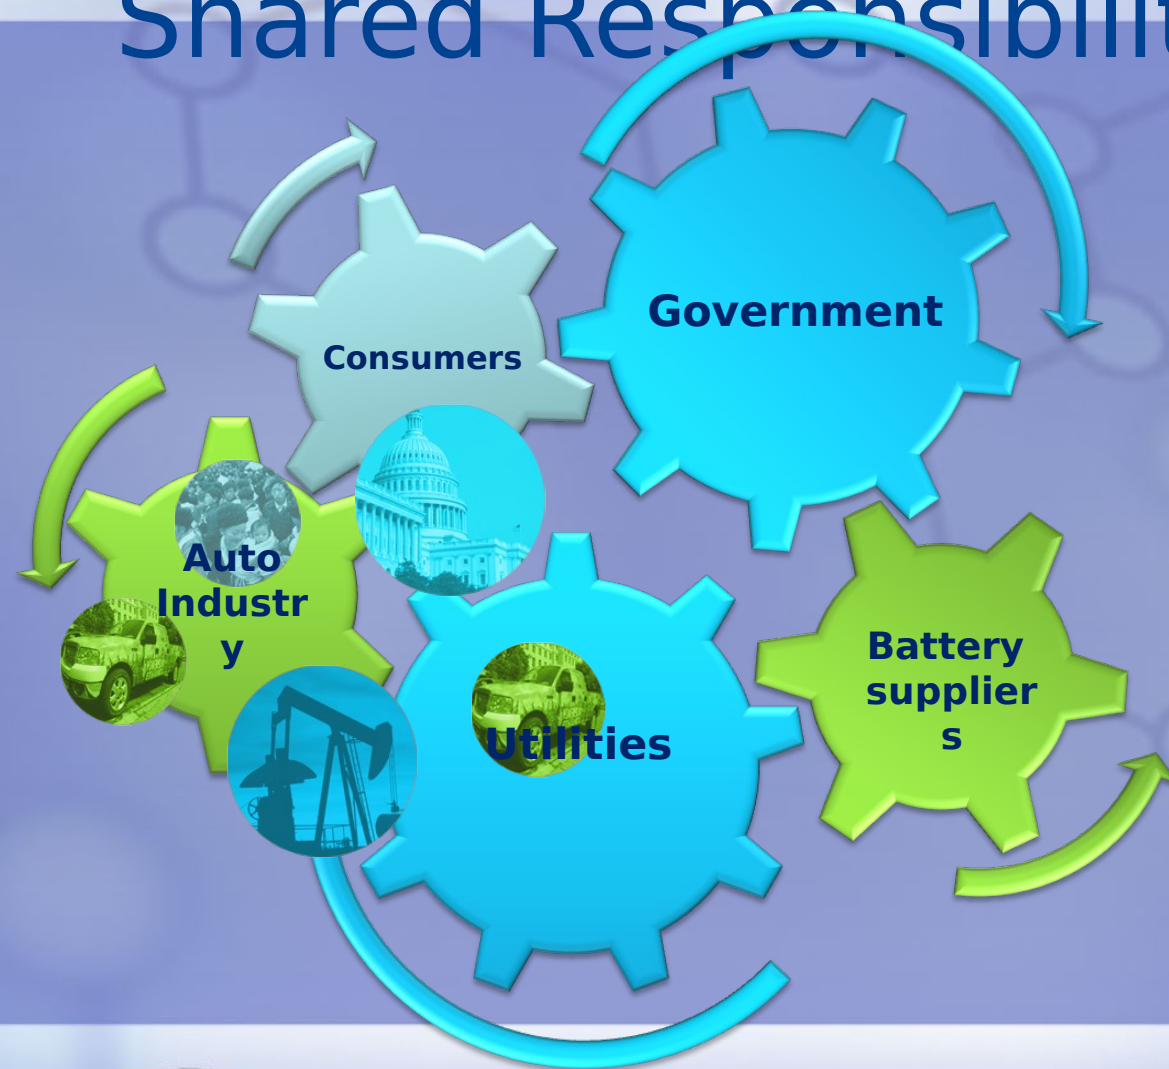 Shared Responsibilit
Government
Consumers
Auto
Industr
y
Battery
supplier
s
Utilities